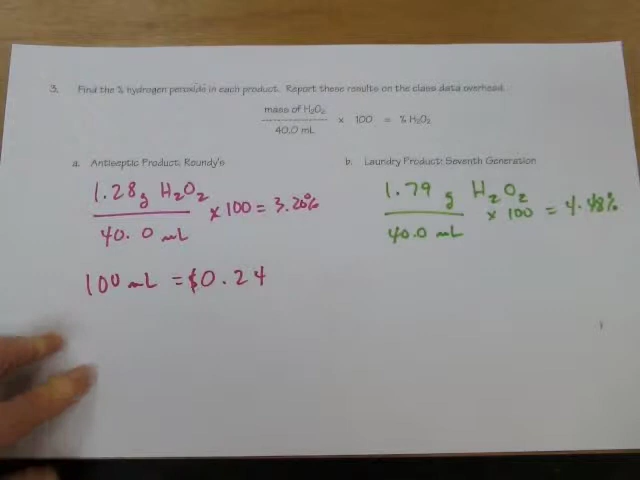 3. Find the % hydrogen peroxide in each product. Report these results on the class data overhead.
mass of H₂O₂
40.0 mL
x 100 = % H₂O₂
a. Antiseptic Product: Roundy's
1.28 g H₂O₂
40.0 mL
x 100 = 3.20%
100 mL = $0.24
b. Laundry Product: Seventh Generation
1.79 g H₂O₂
40.0 mL
x 100 = 4.48%
1